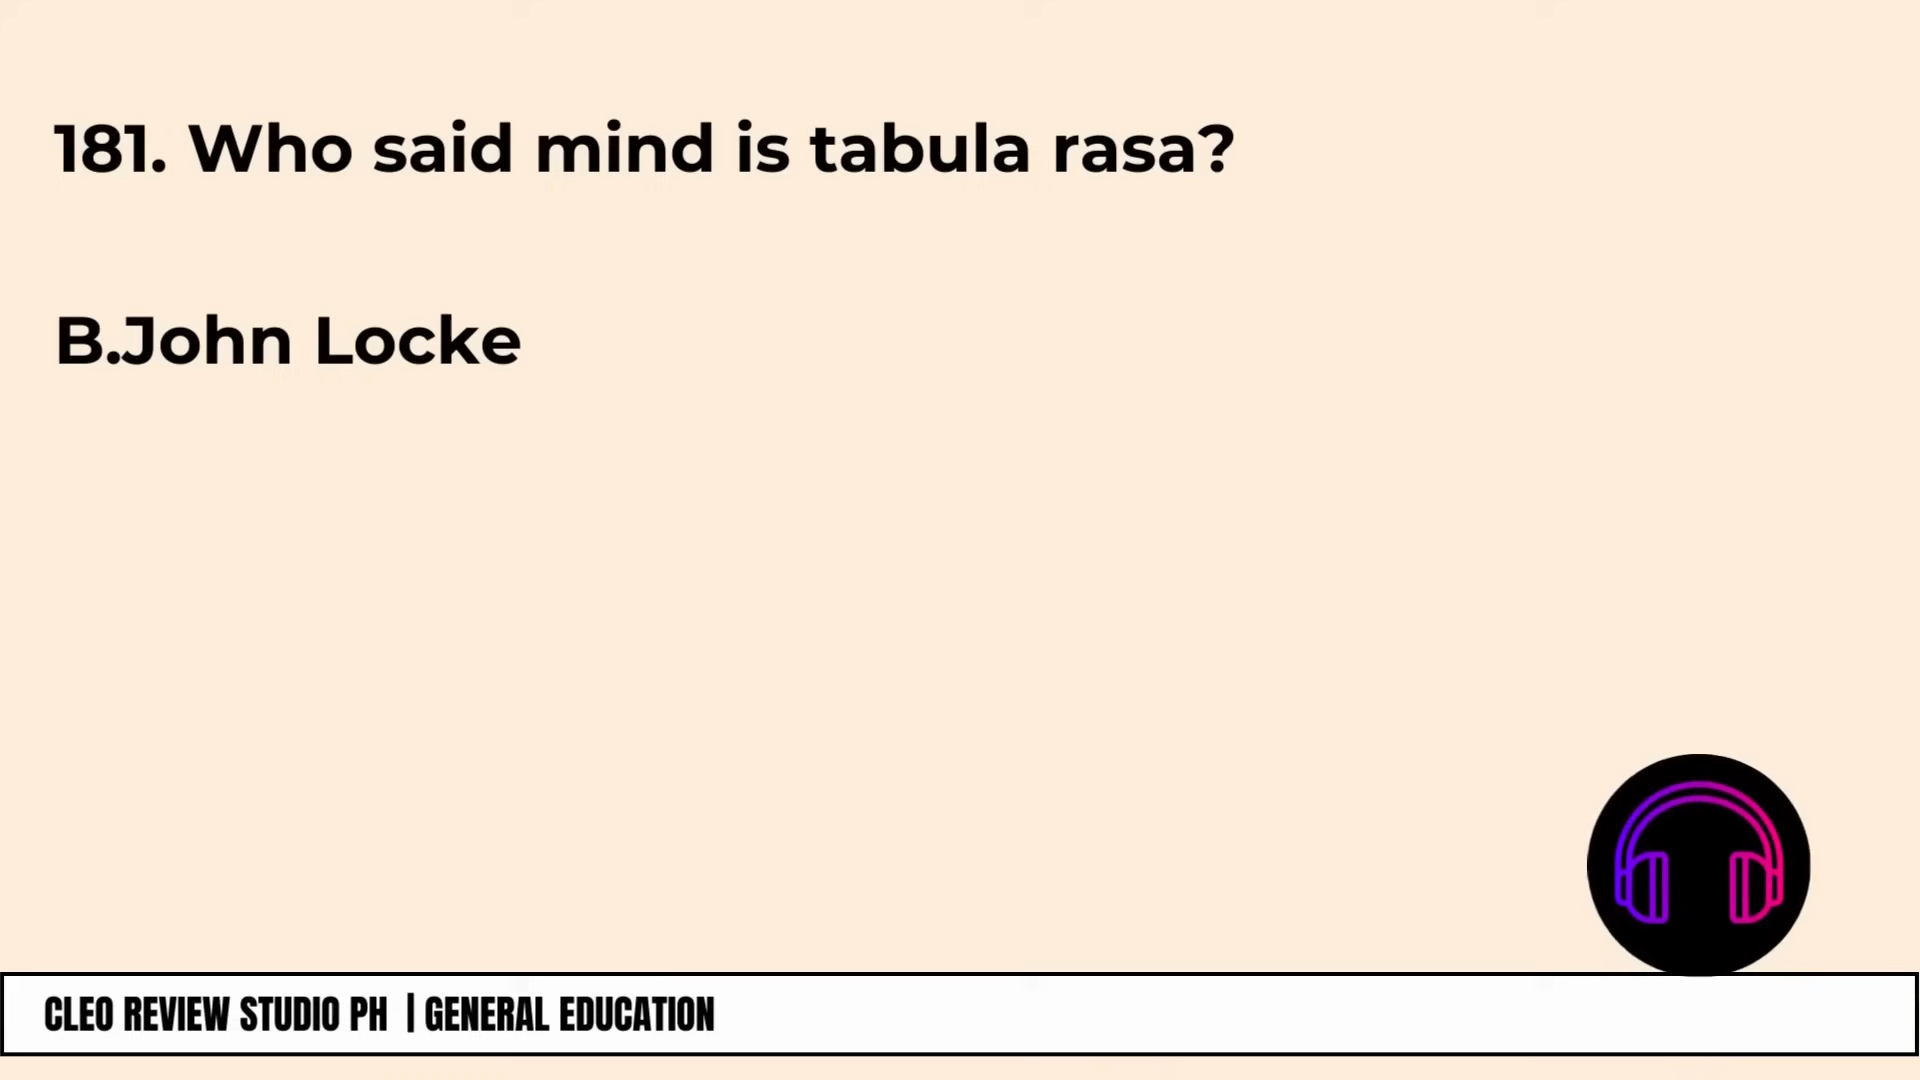 181. Who said mind is tabula rasa?
B.John Locke
CLEO REVIEW STUDIO PH | GENERAL EDUCATION